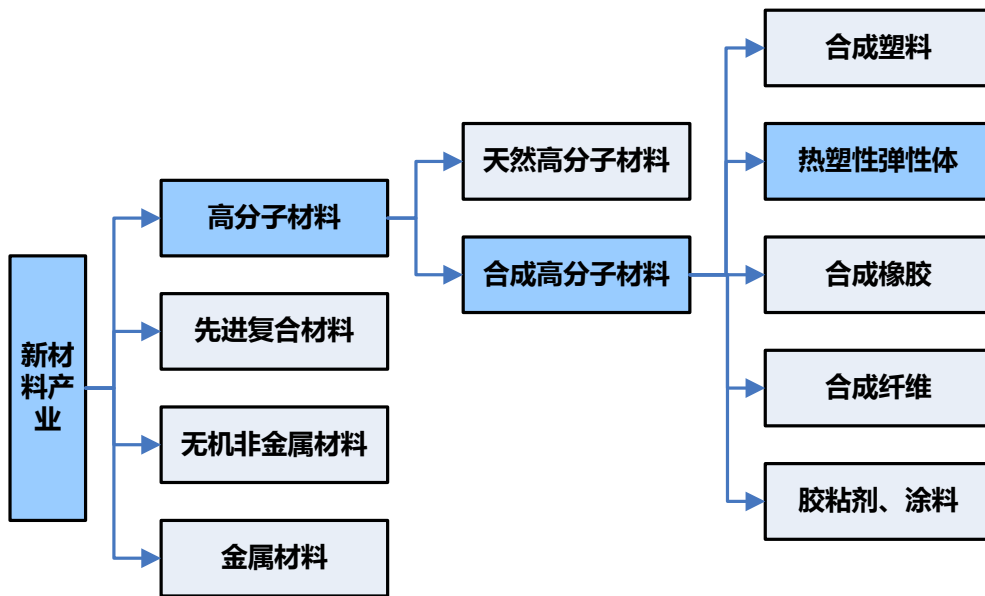 新材
料产
业
高分子材料
先进复合材料
无机非金属材料
金属材料
天然高分子材料
合成高分子材料
合成塑料
热塑性弹性体
合成橡胶
合成纤维
胶粘剂、涂料